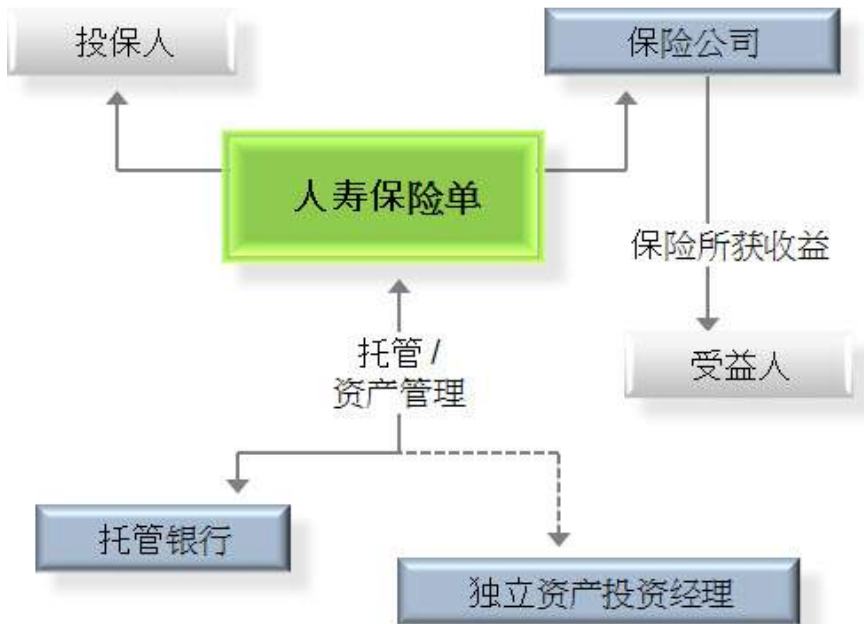 投保人
保险公司
人寿保险单
保险所获收益
托管 /
资产管理
受益人
托管银行
独立资产投资经理